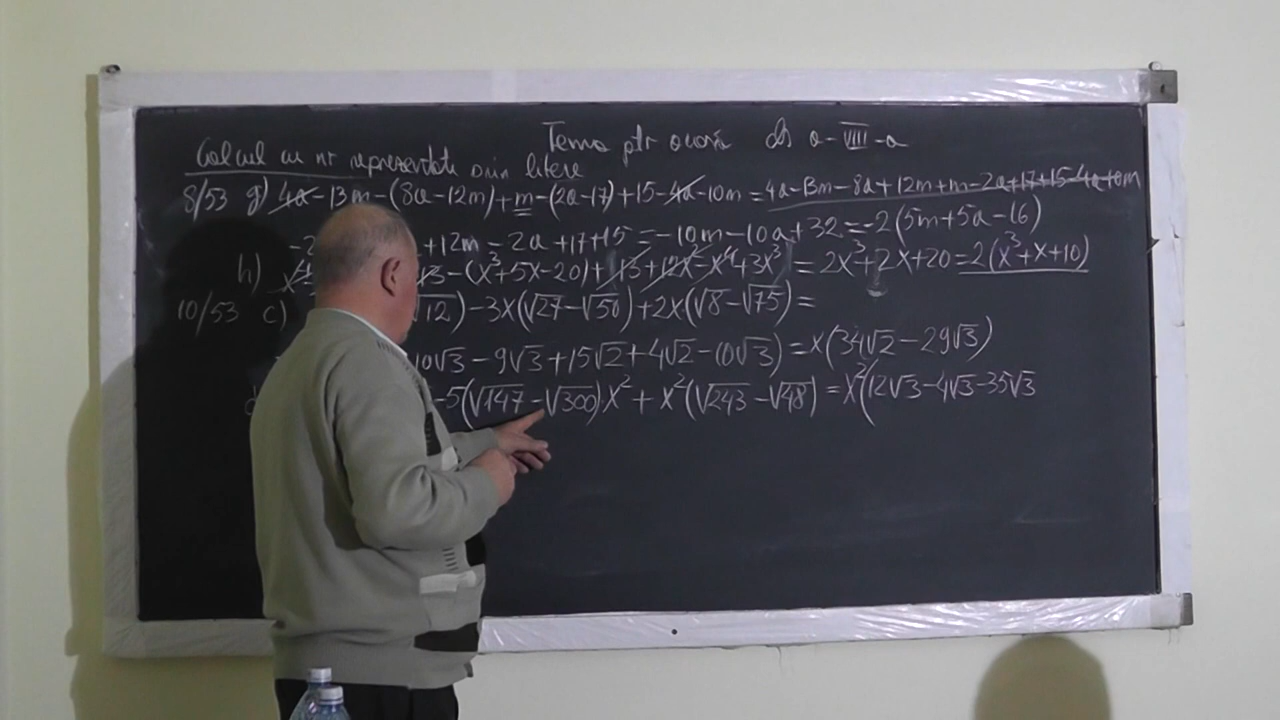 Tema ptr acasă cls a-VIII-a
Calcul cu nr reprezentate prin litere
8/53 g) 4a-13m-(8a-12m)+m-(2a-17)+15-4a-10m=4a-13m-8a+12m+m-2a+17+15-4a-10m
+12m-2a+17+15=-10m-10a+32=-2(5m+5a-16)
h) -(x³+5x-20)+13+12x²-x⁴+3x³=2x³+2x+20=2(x³+x+10)
10/53 c) √12)-3x(√27-√50)+2x(√8-√75)=
10√3-9√3+15√2+4√2-10√3)=x(34√2-29√3)
-5(√147-√300)x²+x²(√243-√48)=x²(12√3-4√3-35√3